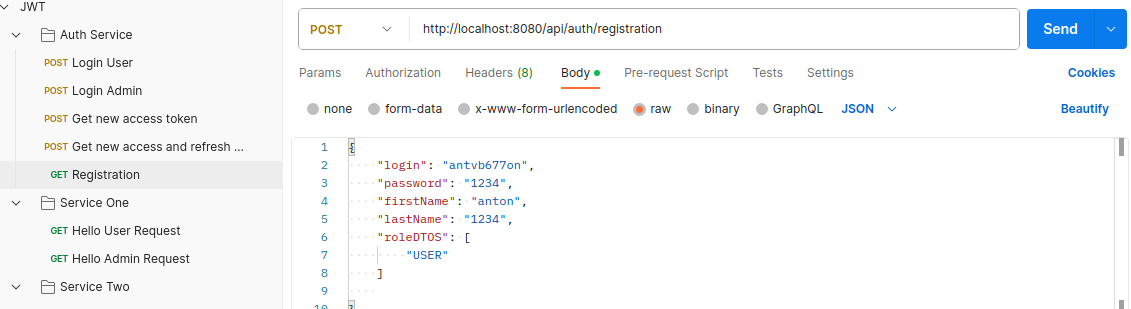 JWT
Auth Service
POST Login User
POST Login Admin
POST Get new access token
POST Get new access and refresh ...
GET Registration
Service One
GET Hello User Request
GET Hello Admin Request
Service Two
POST http://localhost:8080/api/auth/registration Send
Params Authorization Headers (8) Body Pre-request Script Tests Settings Cookies
none form-data x-www-form-urlencoded raw binary GraphQL JSON Beautify
1 {
2 "login": "antvb677on",
3 "password": "1234",
4 "firstName": "anton",
5 "lastName": "1234",
6 "roleDTOS": [
7 "USER"
8 ]
9
10 }